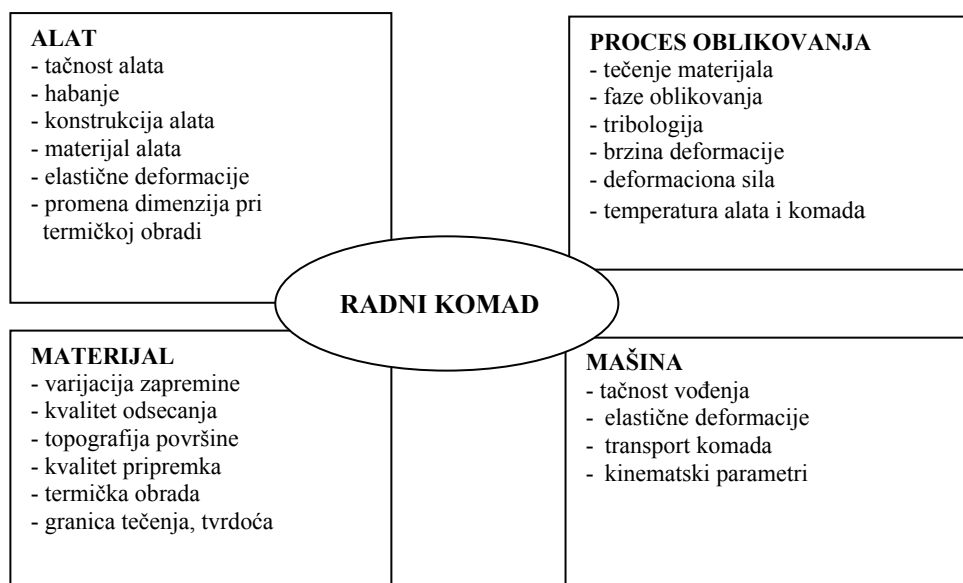 ALAT
- tačnost alata
- habanje
- konstrukcija alata
- materijal alata
- elastične deformacije
- promena dimenzija pri
termičkoj obradi
PROCES OBLIKOVANJA
- tečenje materijala
- faze oblikovanja
- tribologija
- brzina deformacije
- deformaciona sila
- temperatura alata i komada
RADNI KOMAD
MATERIJAL
- varijacija zapremine
- kvalitet odsecanja
- topografija površine
- kvalitet pripremka
- termička obrada
- granica tečenja, tvrdoća
MAŠINA
- tačnost vođenja
- elastične deformacije
- transport komada
- kinematski parametri